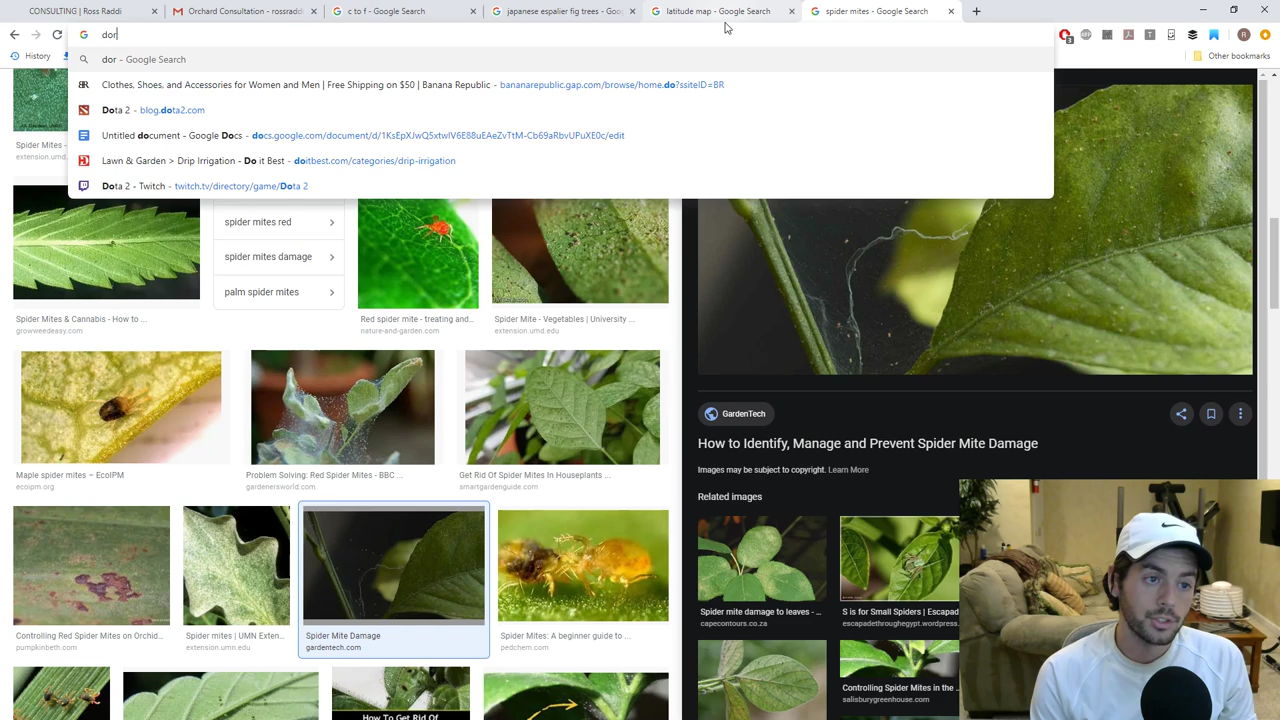 CONTAINERS - Googl
Orchard Introduction -
c to f - Google Search
japanese espalier fig trees - Go
latitude map - Google Search
spider mites - Google Search
dor
History
Other bookmarks
R
3
dor - Google Search
BR Clothes, Shoes, and Accessories for Women and Men | Free Shipping on $50 | Banana Republic - bananarepublic.gap.com/browse/home.do?ssiteID=BR
Dota 2 - blog.dota2.com
Untitled document - Google Docs - docs.google.com/document/d/1KsEpXJwQ5xtwIV6E88uEAeZvTtM-Cb69aRbvUPuXE0c/edit
Lawn & Garden > Drip Irrigation - Do it Best - doitbest.com/categories/drip-irrigation
Dota 2 - Twitch - twitch.tv/directory/game/Dota 2
Spider Mites -
extension.umd.
spider mites red
spider mites damage
palm spider mites
Spider Mites & Cannabis - How to ...
growweedeasy.com
Red spider mite - treating and...
nature-and-garden.com
Spider Mite - Vegetables | University ...
extension.umd.edu
Maple spider mites – EcoIPM
ecoipm.org
Problem Solving: Red Spider Mites - BBC ...
gardenersworld.com
Get Rid Of Spider Mites In Houseplants ...
smartgardenguide.com
Controlling Red Spider Mites on Orchid...
pumpkinbeth.com
Spider mites | UMN Exten...
extension.umn.edu
Spider Mite Damage
gardentech.com
Spider Mites: A beginner guide to ...
pedchem.com
How To Get Rid Of
GardenTech
How to Identify, Manage and Prevent Spider Mite Damage
Images may be subject to copyright. Learn More
Related images
Spider mite damage to leaves - ...
capecontours.co.za
S is for Small Spiders | Escapad
escapadethroughegypt.wordpress.
Controlling Spider Mites in the ...
salisburygreenhouse.com